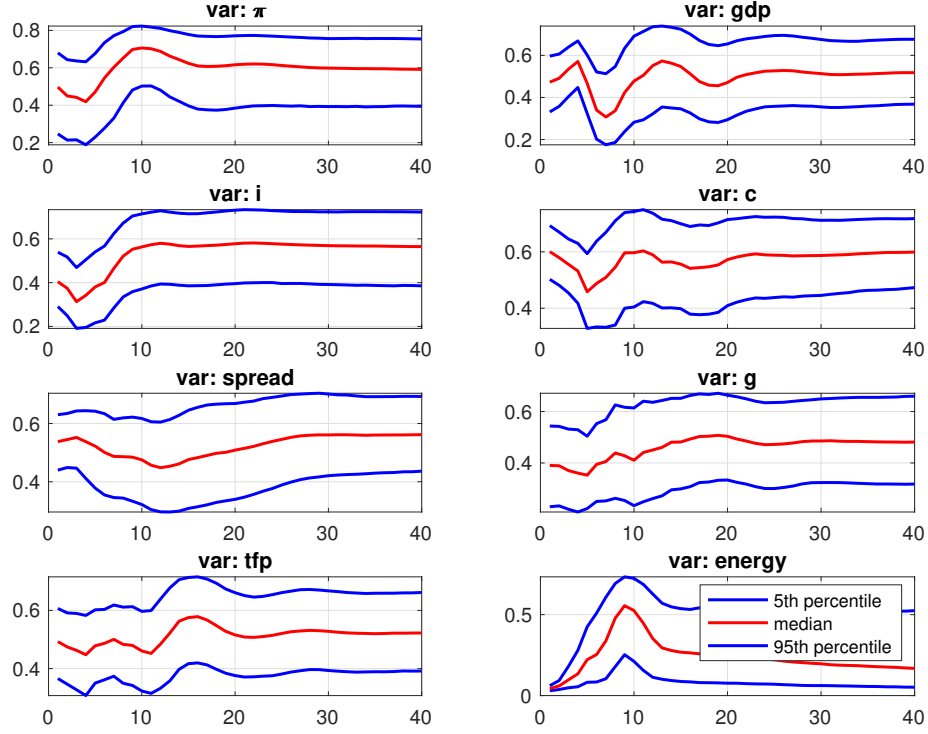 var: π
0.8
0.6
0.4
0.2
0 10 20 30 40
var: gdp
0.6
0.4
0.2
0 10 20 30 40
var: i
0.6
0.4
0.2
0 10 20 30 40
var: c
0.6
0.4
0 10 20 30 40
var: spread
0.6
0.4
0 10 20 30 40
var: g
0.6
0.4
0 10 20 30 40
var: tfp
0.6
0.4
0 10 20 30 40
var: energy
0.5
0
0 10 20 30 40
5th percentile
median
95th percentile